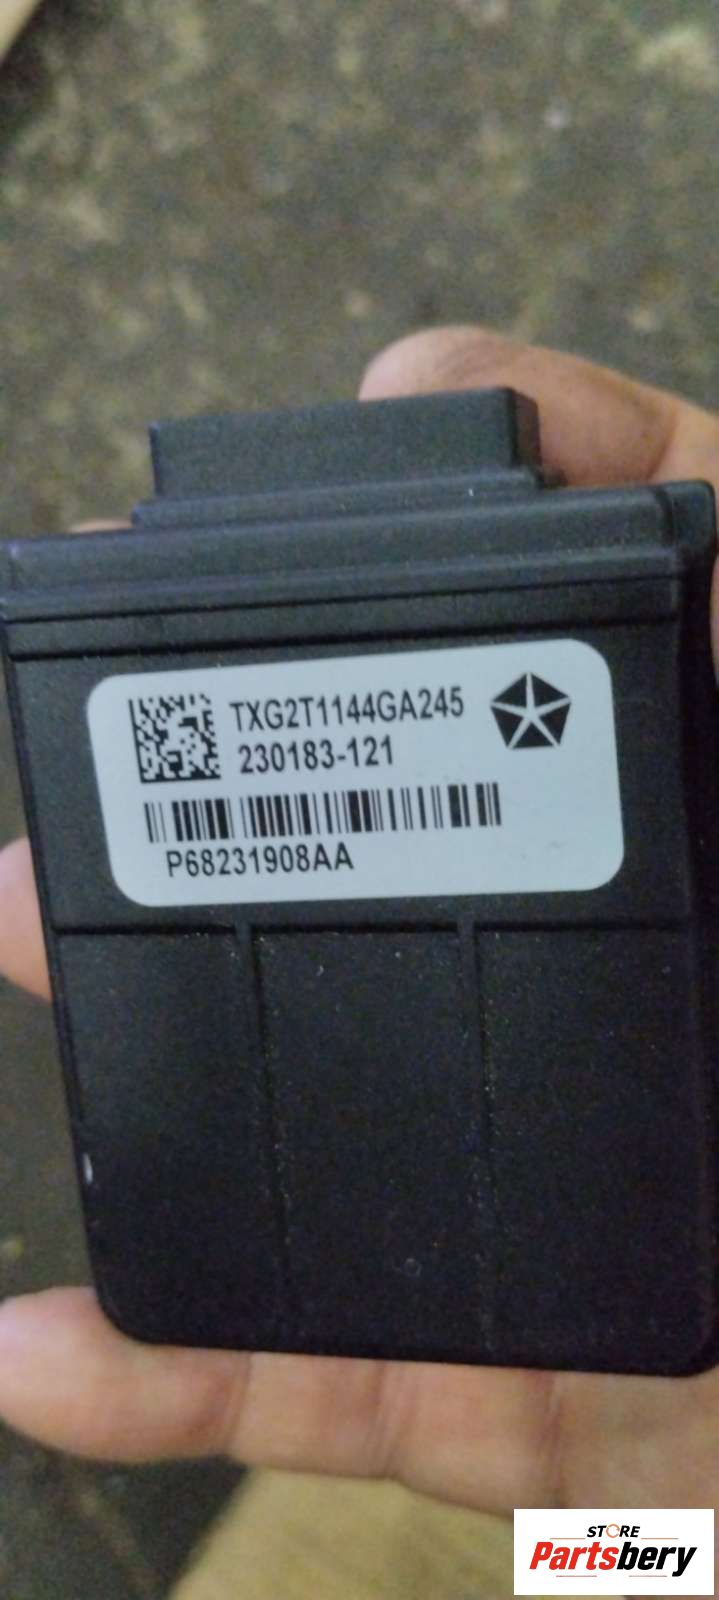 TXG2T1144GA245
230183-121
P68231908AA
STORE
Partsbery